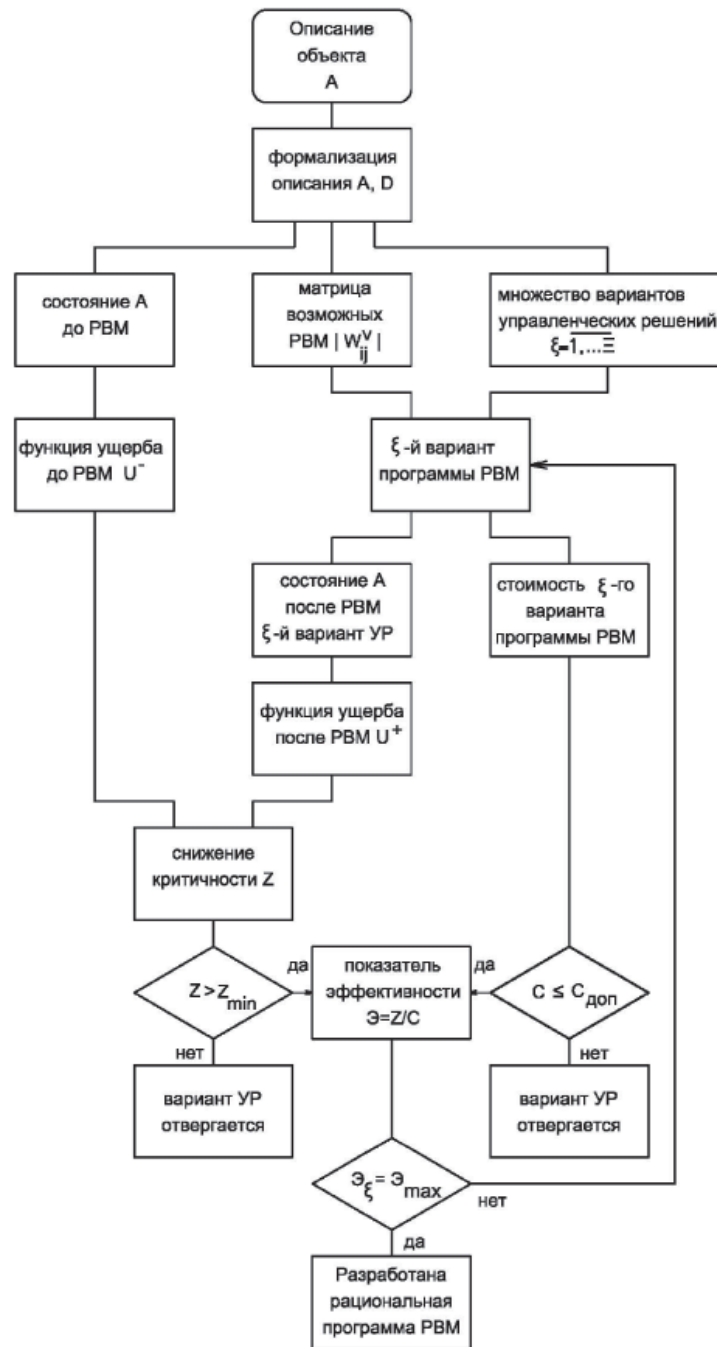 Описание
объекта
А
формализация
описания A, D
состояние А
до РВМ
матрица
возможных
РВМ | W^v_ij |
множество вариантов
управленческих решений
ξ=1,...Ξ
функция ущерба
до РВМ U⁻
ξ-й вариант
программы РВМ
состояние А
после РВМ
ξ-й вариант УР
стоимость ξ-го
варианта
программы РВМ
функция ущерба
после РВМ U⁺
снижение
критичности Z
Z > Z_min
да
нет
показатель
эффективности
Э=Z/C
да
C ≤ C_доп
нет
вариант УР
отвергается
вариант УР
отвергается
Э_ξ = Э_max
нет
да
Разработана
рациональная
программа РВМ